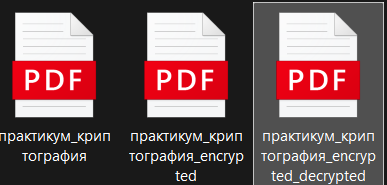 PDF
практикум_крип
тография
PDF
практикум_крип
тография_encryp
ted
PDF
практикум_крип
тография_encryp
ted_decrypted